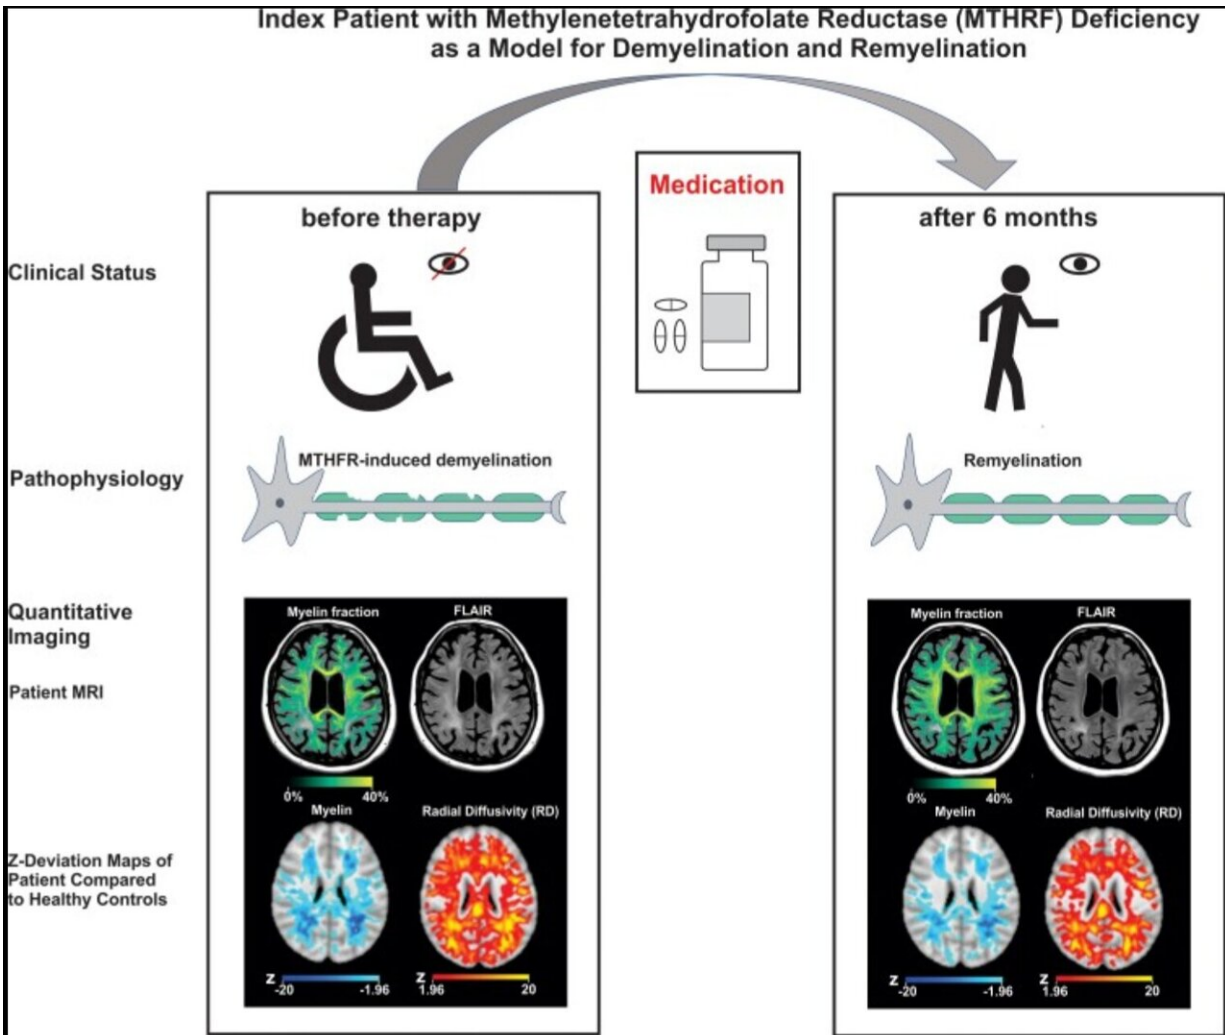 Index Patient with Methylenetetrahydrofolate Reductase (MTHRF) Deficiency
as a Model for Demyelination and Remyelination
Medication
before therapy
after 6 months
Clinical Status
Pathophysiology
MTHFR-induced demyelination
Remyelination
Quantitative
Imaging
Patient MRI
Myelin fraction
FLAIR
0%
40%
Myelin fraction
FLAIR
0%
40%
Z-Deviation Maps of
Patient Compared
to Healthy Controls
Myelin
Radial Diffusivity (RD)
Z
-20
-1.96
Z
1.96
20
Myelin
Radial Diffusivity (RD)
Z
-20
-1.96
Z
1.96
20